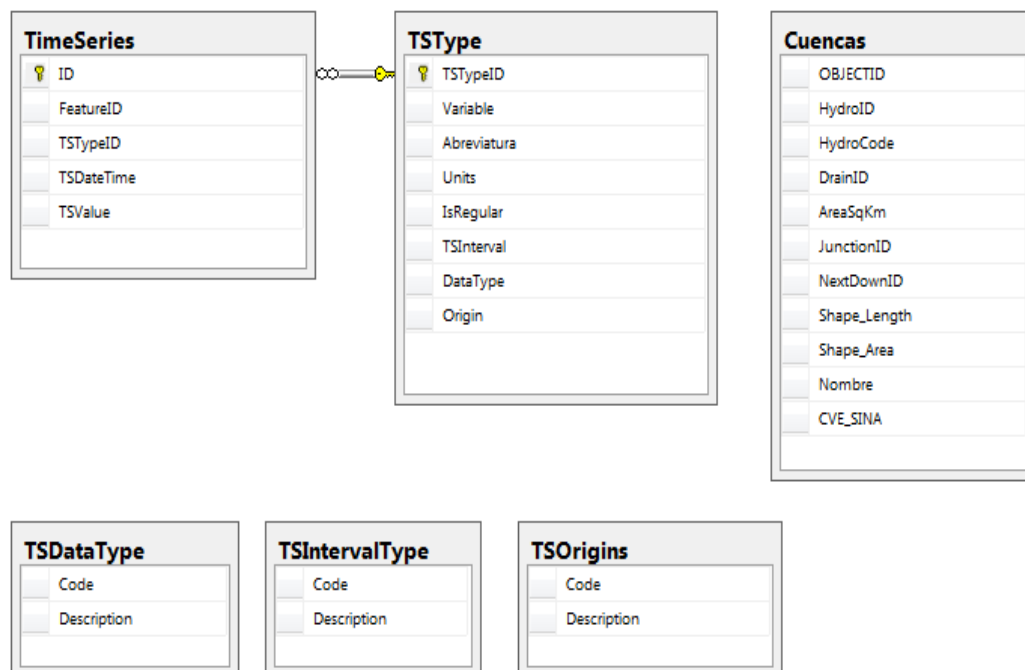 TimeSeries
ID
FeatureID
TSTypeID
TSDateTime
TSValue
TSType
TSTypeID
Variable
Abreviatura
Units
IsRegular
TSInterval
DataType
Origin
Cuencas
OBJECTID
HydroID
HydroCode
DrainID
AreaSqKm
JunctionID
NextDownID
Shape_Length
Shape_Area
Nombre
CVE_SINA
TSDataType
Code
Description
TSIntervalType
Code
Description
TSOrigins
Code
Description